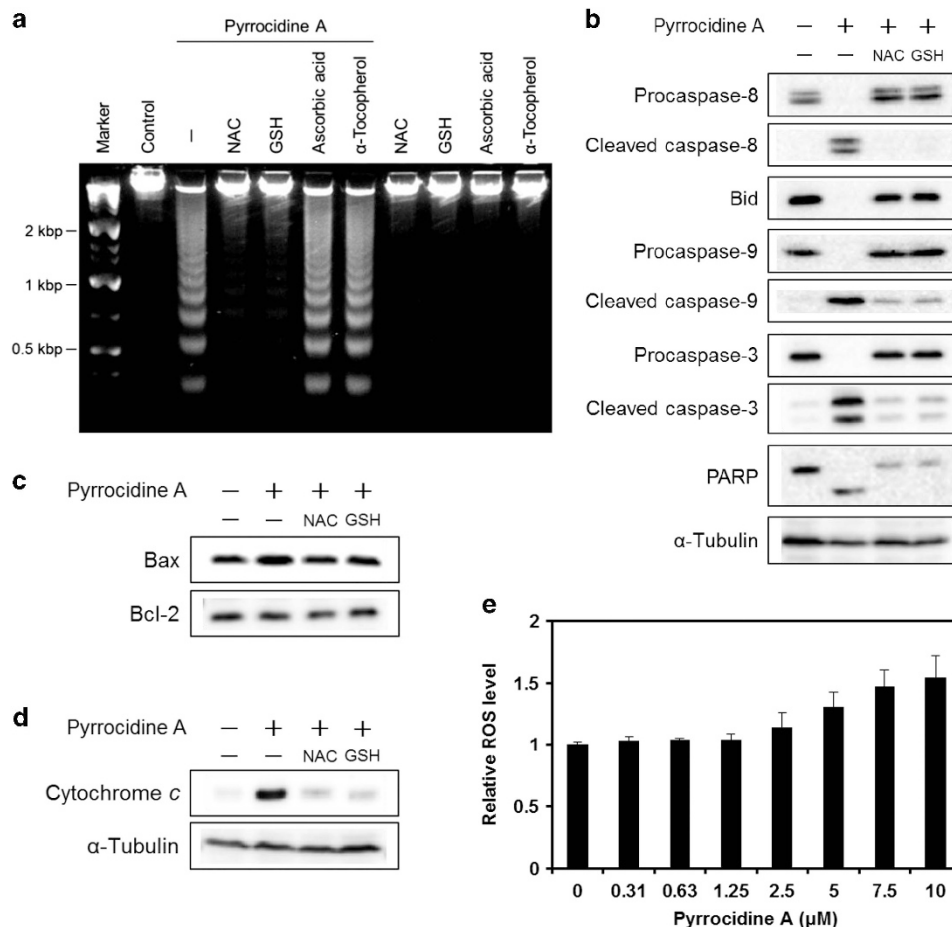 a
Pyrrocidine A
Marker
Control
–
NAC
GSH
Ascorbic acid
α-Tocopherol
NAC
GSH
Ascorbic acid
α-Tocopherol
2 kbp
1 kbp
0.5 kbp
b
Pyrrocidine A – + + +
– – NAC GSH
Procaspase-8
Cleaved caspase-8
Bid
Procaspase-9
Cleaved caspase-9
Procaspase-3
Cleaved caspase-3
PARP
α-Tubulin
c
Pyrrocidine A – + + +
– – NAC GSH
Bax
Bcl-2
d
Pyrrocidine A – + + +
– – NAC GSH
Cytochrome c
α-Tubulin
e
Relative ROS level
2
1.5
1
0.5
0
0 0.31 0.63 1.25 2.5 5 7.5 10
Pyrrocidine A (μM)